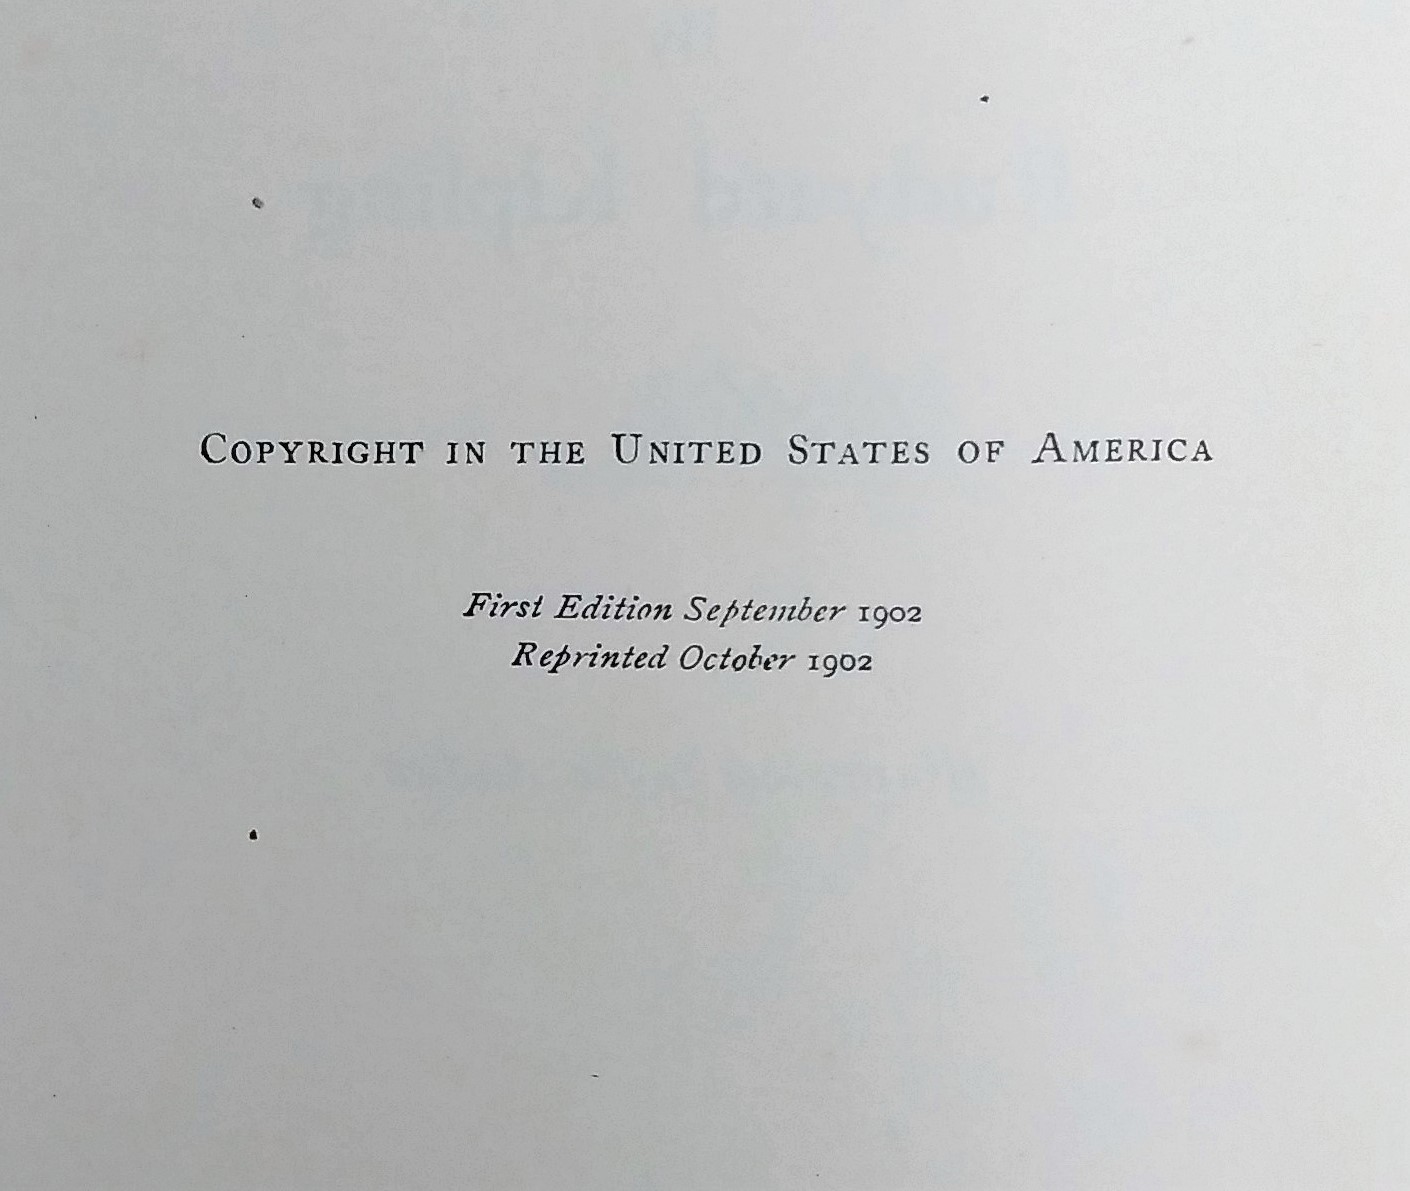 Copyright in the United States of America
First Edition September 1902
Reprinted October 1902